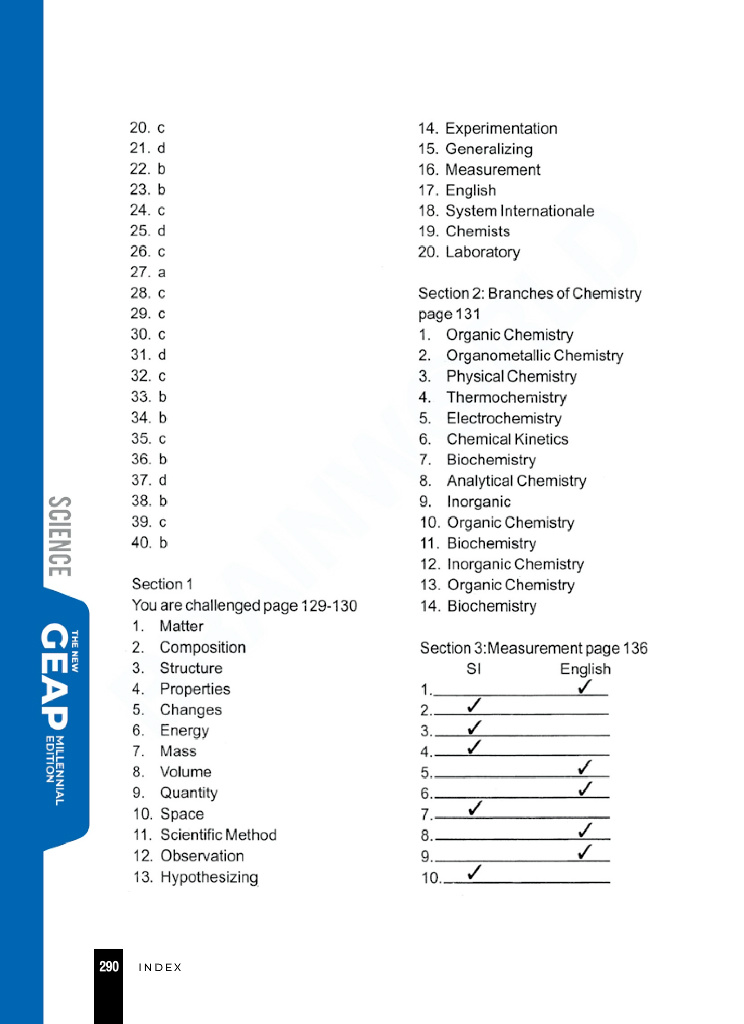 20. c
21. d
22. b
23. b
24. c
25. d
26. c
27. a
28. c
29. c
30. c
31. d
32. c
33. b
34. b
35. c
36. b
37. d
38. b
39. c
40. b
Section 1
You are challenged page 129-130
1. Matter
2. Composition
3. Structure
4. Properties
5. Changes
6. Energy
7. Mass
8. Volume
9. Quantity
10. Space
11. Scientific Method
12. Observation
13. Hypothesizing
14. Experimentation
15. Generalizing
16. Measurement
17. English
18. System Internationale
19. Chemists
20. Laboratory
Section 2: Branches of Chemistry
page 131
1. Organic Chemistry
2. Organometallic Chemistry
3. Physical Chemistry
4. Thermochemistry
5. Electrochemistry
6. Chemical Kinetics
7. Biochemistry
8. Analytical Chemistry
9. Inorganic
10. Organic Chemistry
11. Biochemistry
12. Inorganic Chemistry
13. Organic Chemistry
14. Biochemistry
Section 3: Measurement page 136
SI English
1. ✓
2. ✓
3. ✓
4. ✓
5. ✓
6. ✓
7. ✓
8. ✓
9. ✓
10. ✓
SCIENCE
THE NEW
GEAP
MILLENNIAL
EDITION
290 INDEX